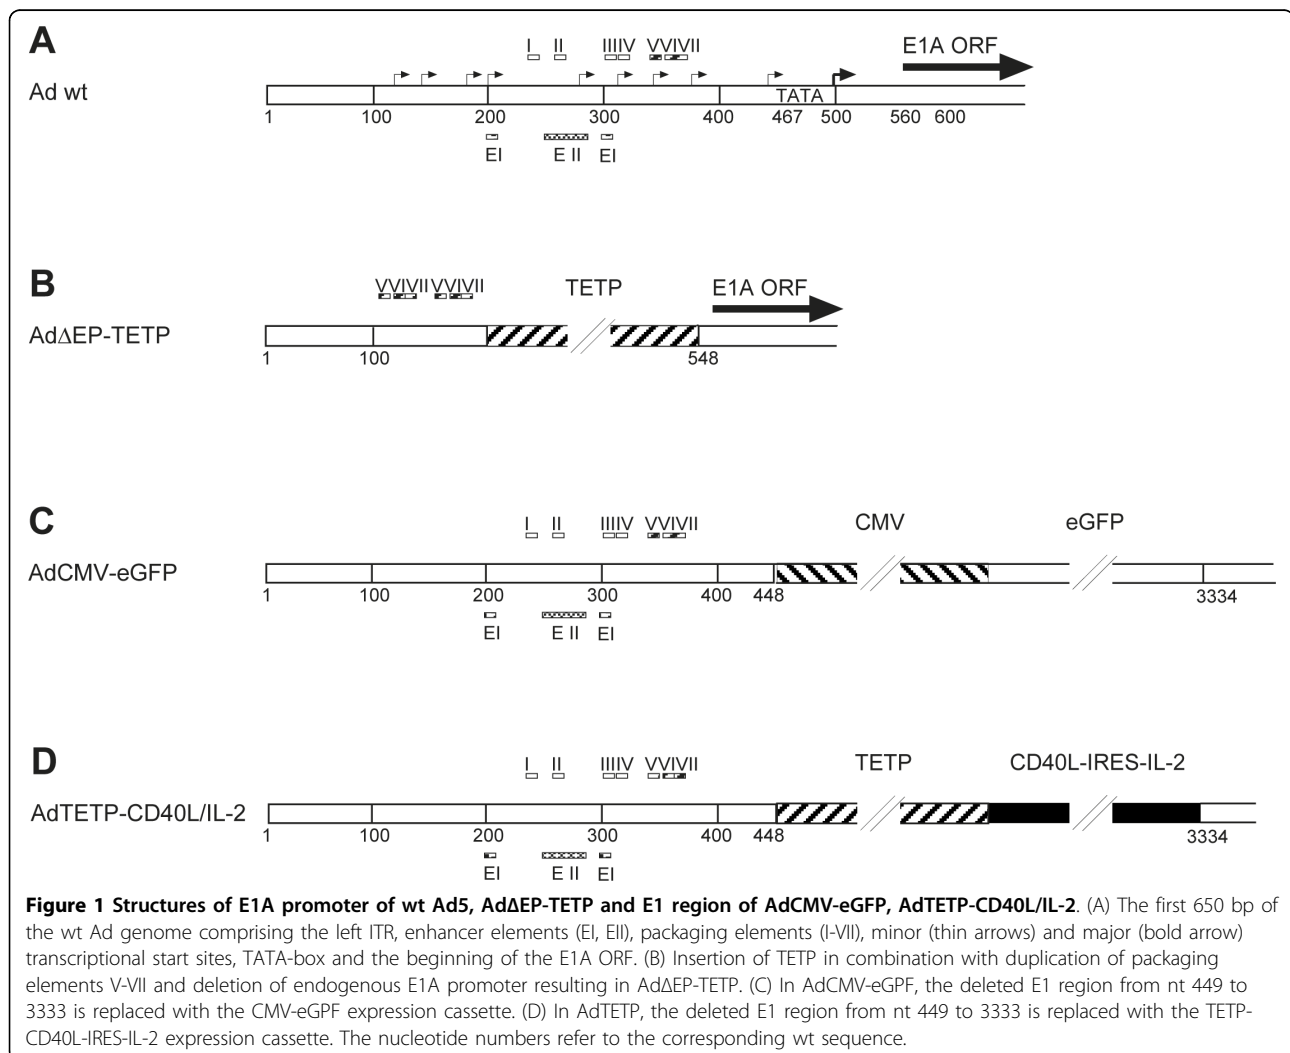 A
I II IIIIV VVIVII
E1A ORF
Ad wt
TATA
1 100 200 300 400 467 500 560 600
EI E II EI
B
VVIVII VVIVII TETP E1A ORF
AdΔEP-TETP
1 100 548
C
I II IIIIV VVIVII CMV eGFP
AdCMV-eGFP
1 100 200 300 400 448 3334
EI E II EI
D
I II IIIIV VVIVII TETP CD40L-IRES-IL-2
AdTETP-CD40L/IL-2
1 100 200 300 400 448 3334
EI E II EI
Figure 1 Structures of E1A promoter of wt Ad5, AdΔEP-TETP and E1 region of AdCMV-eGFP, AdTETP-CD40L/IL-2. (A) The first 650 bp of
the wt Ad genome comprising the left ITR, enhancer elements (EI, EII), packaging elements (I-VII), minor (thin arrows) and major (bold arrow)
transcriptional start sites, TATA-box and the beginning of the E1A ORF. (B) Insertion of TETP in combination with duplication of packaging
elements V-VII and deletion of endogenous E1A promoter resulting in AdΔEP-TETP. (C) In AdCMV-eGPF, the deleted E1 region from nt 449 to
3333 is replaced with the CMV-eGPF expression cassette. (D) In AdTETP, the deleted E1 region from nt 449 to 3333 is replaced with the TETP-
CD40L-IRES-IL-2 expression cassette. The nucleotide numbers refer to the corresponding wt sequence.